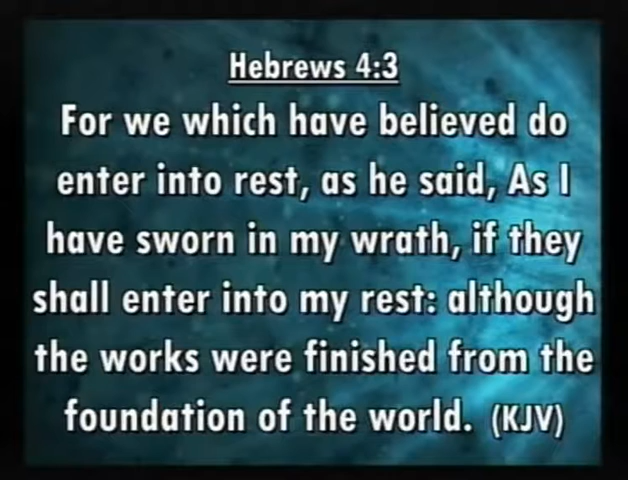 Hebrews 4:3
For we which have believed do
enter into rest, as he said, As I
have sworn in my wrath, if they
shall enter into my rest: although
the works were finished from the
foundation of the world. (KJV)